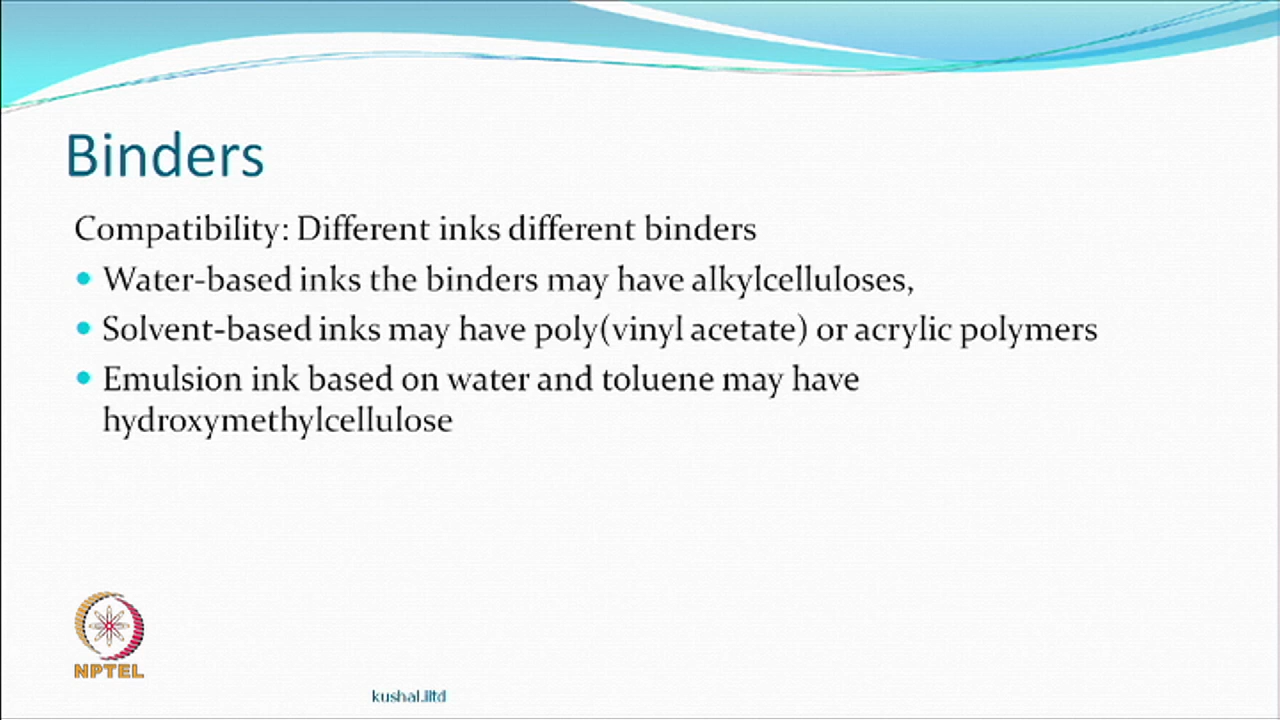 Binders
Compatibility: Different inks different binders
• Water-based inks the binders may have alkylcelluloses,
• Solvent-based inks may have poly(vinyl acetate) or acrylic polymers
• Emulsion ink based on water and toluene may have
hydroxymethylcellulose
NPTEL
kushal.iitd